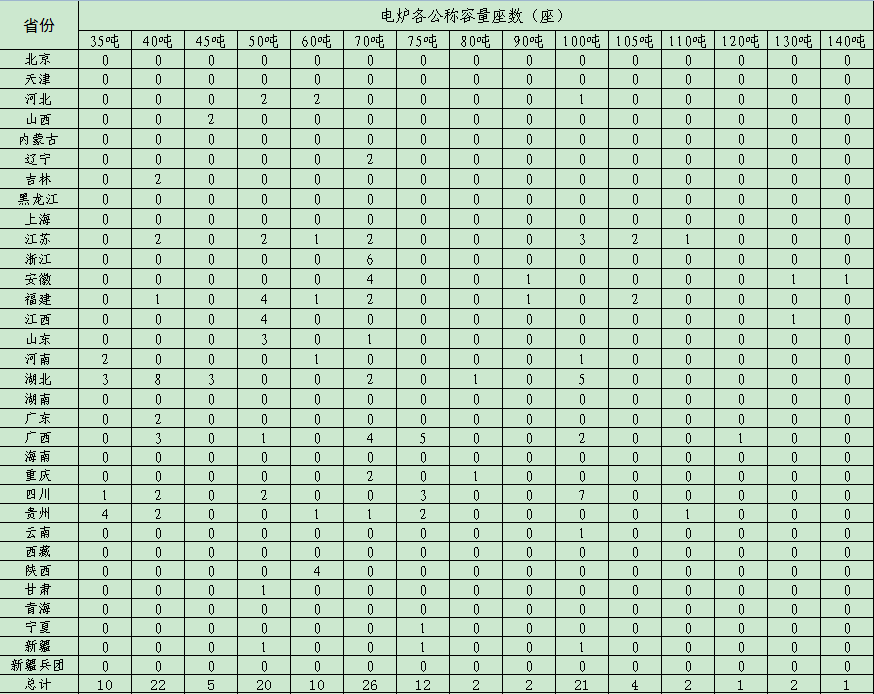 省份 电炉各公称容量座数（座）
35吨 40吨 45吨 50吨 60吨 70吨 75吨 80吨 90吨 100吨 105吨 110吨 120吨 130吨 140吨
北京 0 0 0 0 0 0 0 0 0 0 0 0 0 0 0
天津 0 0 0 0 0 0 0 0 0 0 0 0 0 0 0
河北 0 0 0 2 2 0 0 0 0 1 0 0 0 0 0
山西 0 0 2 0 0 0 0 0 0 0 0 0 0 0 0
内蒙古 0 0 0 0 0 0 0 0 0 0 0 0 0 0 0
辽宁 0 0 0 0 0 2 0 0 0 0 0 0 0 0 0
吉林 0 2 0 0 0 0 0 0 0 0 0 0 0 0 0
黑龙江 0 0 0 0 0 0 0 0 0 0 0 0 0 0 0
上海 0 0 0 0 0 0 0 0 0 0 0 0 0 0 0
江苏 0 2 0 2 1 2 0 0 0 3 2 1 0 0 0
浙江 0 0 0 0 0 6 0 0 0 0 0 0 0 0 0
安徽 0 0 0 0 0 4 0 0 1 0 0 0 0 1 1
福建 0 1 0 4 1 2 0 0 1 0 2 0 0 0 0
江西 0 0 0 4 0 0 0 0 0 0 0 0 0 1 0
山东 0 0 0 3 0 1 0 0 0 0 0 0 0 0 0
河南 2 0 0 0 1 0 0 0 0 1 0 0 0 0 0
湖北 3 8 3 0 0 2 0 1 0 5 0 0 0 0 0
湖南 0 0 0 0 0 0 0 0 0 0 0 0 0 0 0
广东 0 2 0 0 0 0 0 0 0 0 0 0 0 0 0
广西 0 3 0 1 0 4 5 0 0 2 0 0 1 0 0
海南 0 0 0 0 0 0 0 0 0 0 0 0 0 0 0
重庆 0 0 0 0 0 2 0 1 0 0 0 0 0 0 0
四川 1 2 0 2 0 0 3 0 0 7 0 0 0 0 0
贵州 4 2 0 0 1 1 2 0 0 0 0 1 0 0 0
云南 0 0 0 0 0 0 0 0 0 1 0 0 0 0 0
西藏 0 0 0 0 0 0 0 0 0 0 0 0 0 0 0
陕西 0 0 0 0 4 0 0 0 0 0 0 0 0 0 0
甘肃 0 0 0 1 0 0 0 0 0 0 0 0 0 0 0
青海 0 0 0 0 0 0 0 0 0 0 0 0 0 0 0
宁夏 0 0 0 0 0 0 1 0 0 0 0 0 0 0 0
新疆 0 0 0 1 0 0 1 0 0 1 0 0 0 0 0
新疆兵团 0 0 0 0 0 0 0 0 0 0 0 0 0 0 0
总计 10 22 5 20 10 26 12 2 2 21 4 2 1 2 1